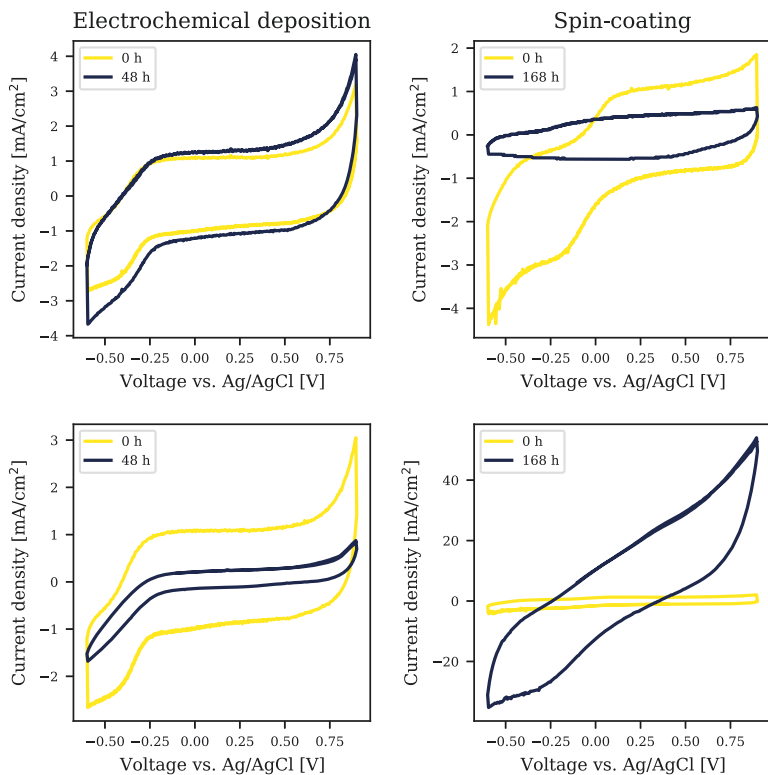 Electrochemical deposition
Spin-coating
0 h
48 h
4
3
2
1
0
−1
−2
−3
−4
Current density [mA/cm²]
−0.50
−0.25
0.00
0.25
0.50
0.75
Voltage vs. Ag/AgCl [V]
0 h
168 h
2
1
0
−1
−2
−3
−4
Current density [mA/cm²]
−0.50
−0.25
0.00
0.25
0.50
0.75
Voltage vs. Ag/AgCl [V]
0 h
48 h
3
2
1
0
−1
−2
Current density [mA/cm²]
−0.50
−0.25
0.00
0.25
0.50
0.75
Voltage vs. Ag/AgCl [V]
0 h
168 h
40
20
0
−20
Current density [mA/cm²]
−0.50
−0.25
0.00
0.25
0.50
0.75
Voltage vs. Ag/AgCl [V]